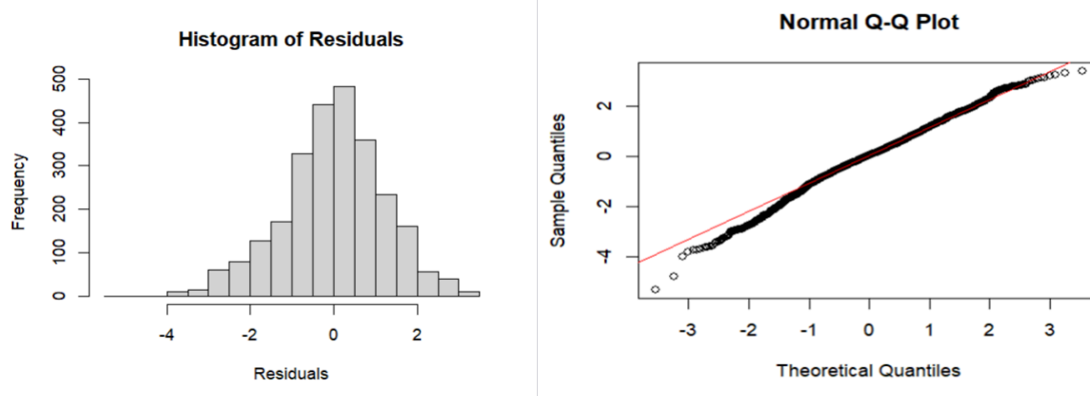 Histogram of Residuals
500
400
300
200
100
0
Frequency
-4 -2 0 2
Residuals
Normal Q-Q Plot
2
0
-2
-4
Sample Quantiles
-3 -2 -1 0 1 2 3
Theoretical Quantiles